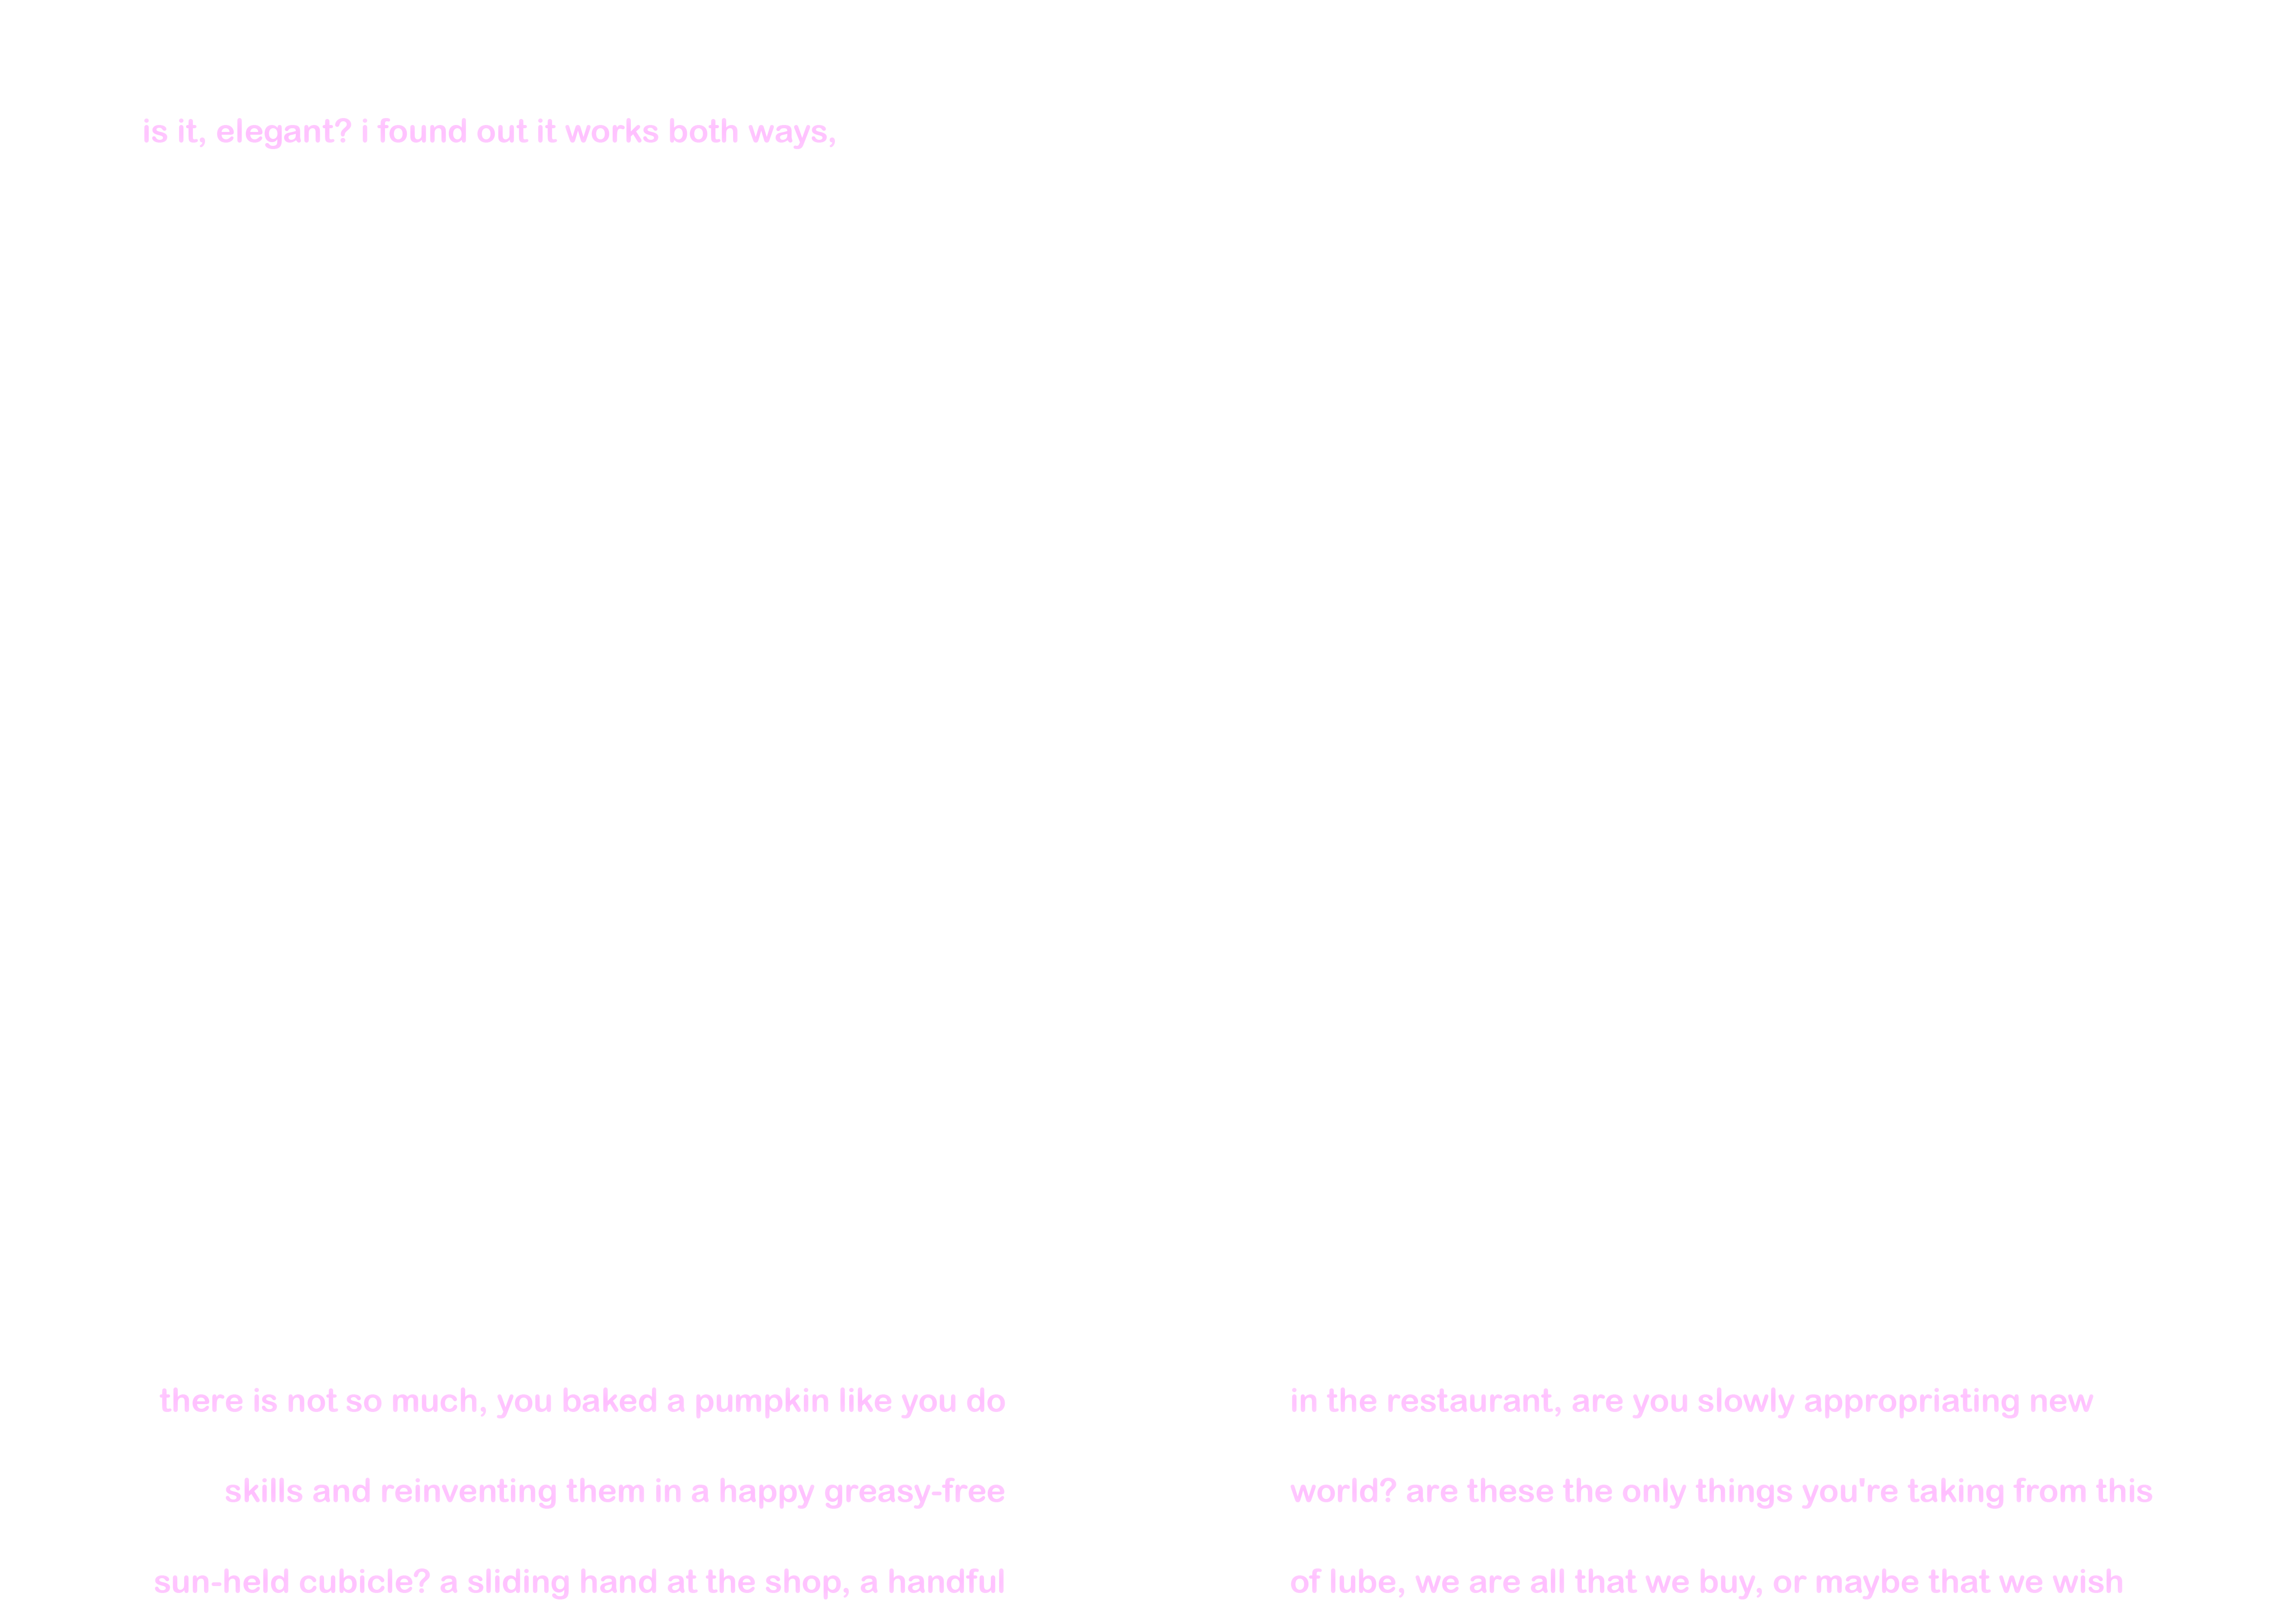 is it, elegant? i found out it works both ways,
there is not so much, you baked a pumpkin like you do
in the restaurant, are you slowly appropriating new
skills and reinventing them in a happy greasy-free
world? are these the only things you're taking from this
sun-held cubicle? a sliding hand at the shop, a handful
of lube, we are all that we buy, or maybe that we wish